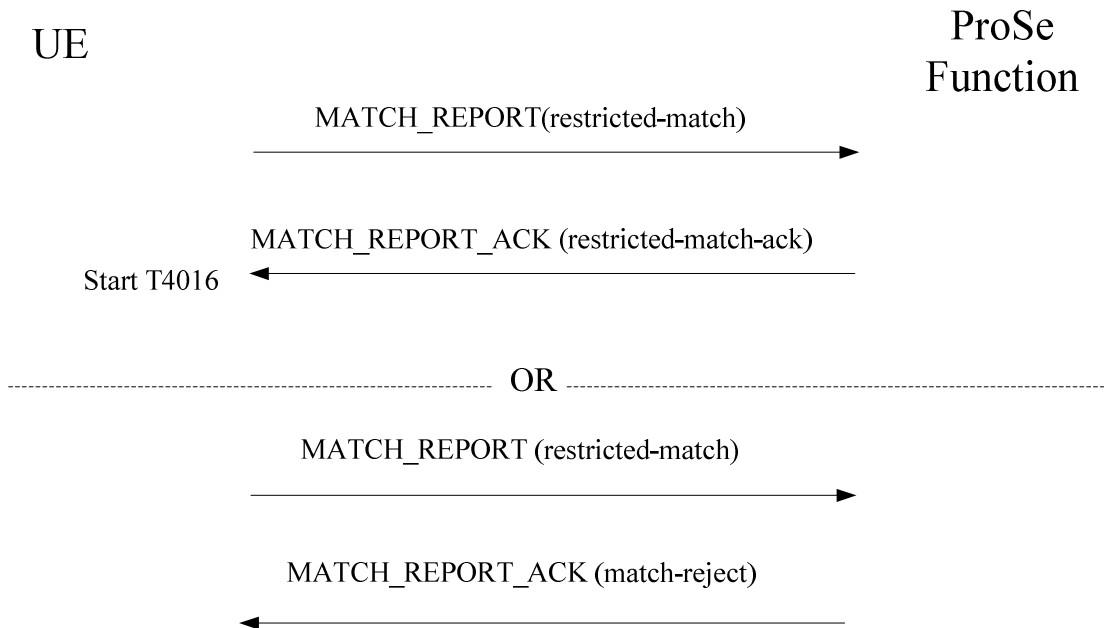 UE
ProSe
Function
MATCH_REPORT(restricted-match)
MATCH_REPORT_ACK (restricted-match-ack)
Start T4016
OR
MATCH_REPORT (restricted-match)
MATCH_REPORT_ACK (match-reject)